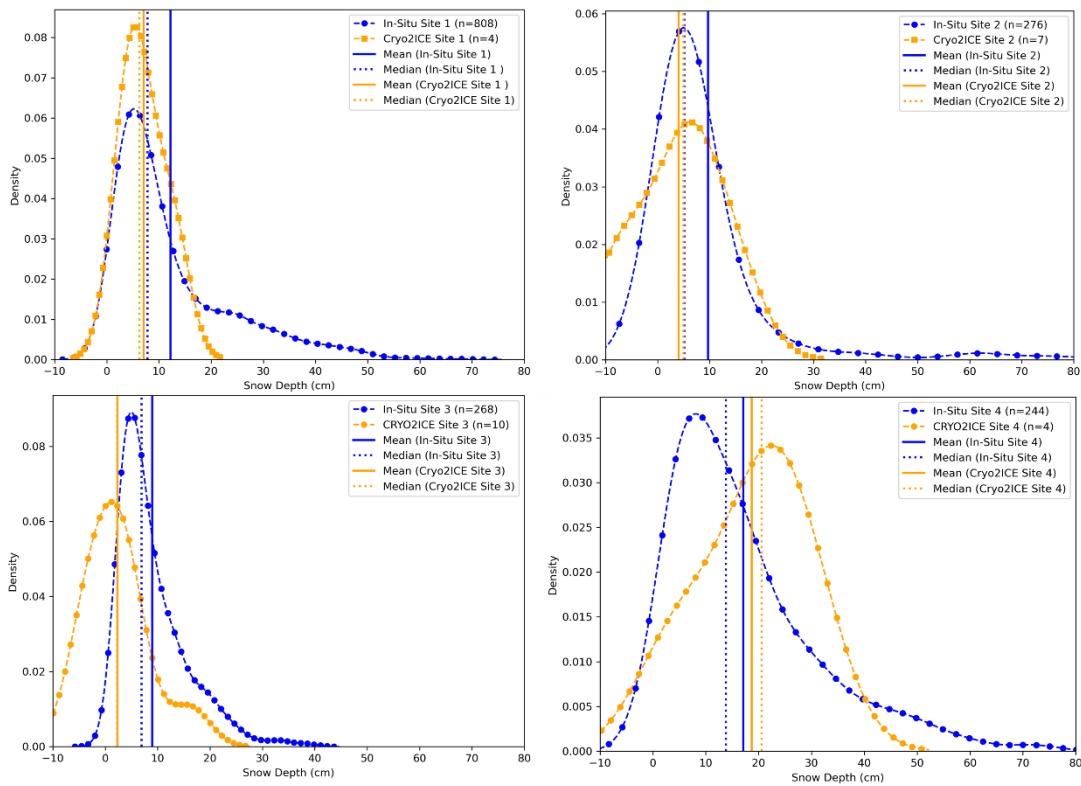 0.08
0.07
0.06
0.05
0.04
0.03
0.02
0.01
0.00
Density
−10 0 10 20 30 40 50 60 70 80
Snow Depth (cm)
In-Situ Site 1 (n=808)
Cryo2ICE Site 1 (n=4)
Mean (In-Situ Site 1)
Median (In-Situ Site 1 )
Mean (Cryo2ICE Site 1 )
Median (Cryo2ICE Site 1)
0.06
0.05
0.04
0.03
0.02
0.01
0.00
Density
−10 0 10 20 30 40 50 60 70 80
Snow Depth (cm)
In-Situ Site 2 (n=276)
Cryo2ICE Site 2 (n=7)
Mean (In-Situ Site 2)
Median (In-Situ Site 2)
Mean (Cryo2ICE Site 2)
Median (Cryo2ICE Site 2)
0.08
0.06
0.04
0.02
0.00
Density
−10 0 10 20 30 40 50 60 70 80
Snow Depth (cm)
In-Situ Site 3 (n=268)
CRYO2ICE Site 3 (n=10)
Mean (In-Situ Site 3)
Median (In-Situ Site 3)
Mean (Cryo2ICE Site 3)
Median (Cryo2ICE Site 3)
0.035
0.030
0.025
0.020
0.015
0.010
0.005
0.000
Density
−10 0 10 20 30 40 50 60 70 80
Snow Depth (cm)
In-Situ Site 4 (n=244)
CRYO2ICE Site 4 (n=4)
Mean (In-Situ Site 4)
Median (In-Situ Site 4)
Mean (Cryo2ICE Site 4)
Median (Cryo2ICE Site 4)